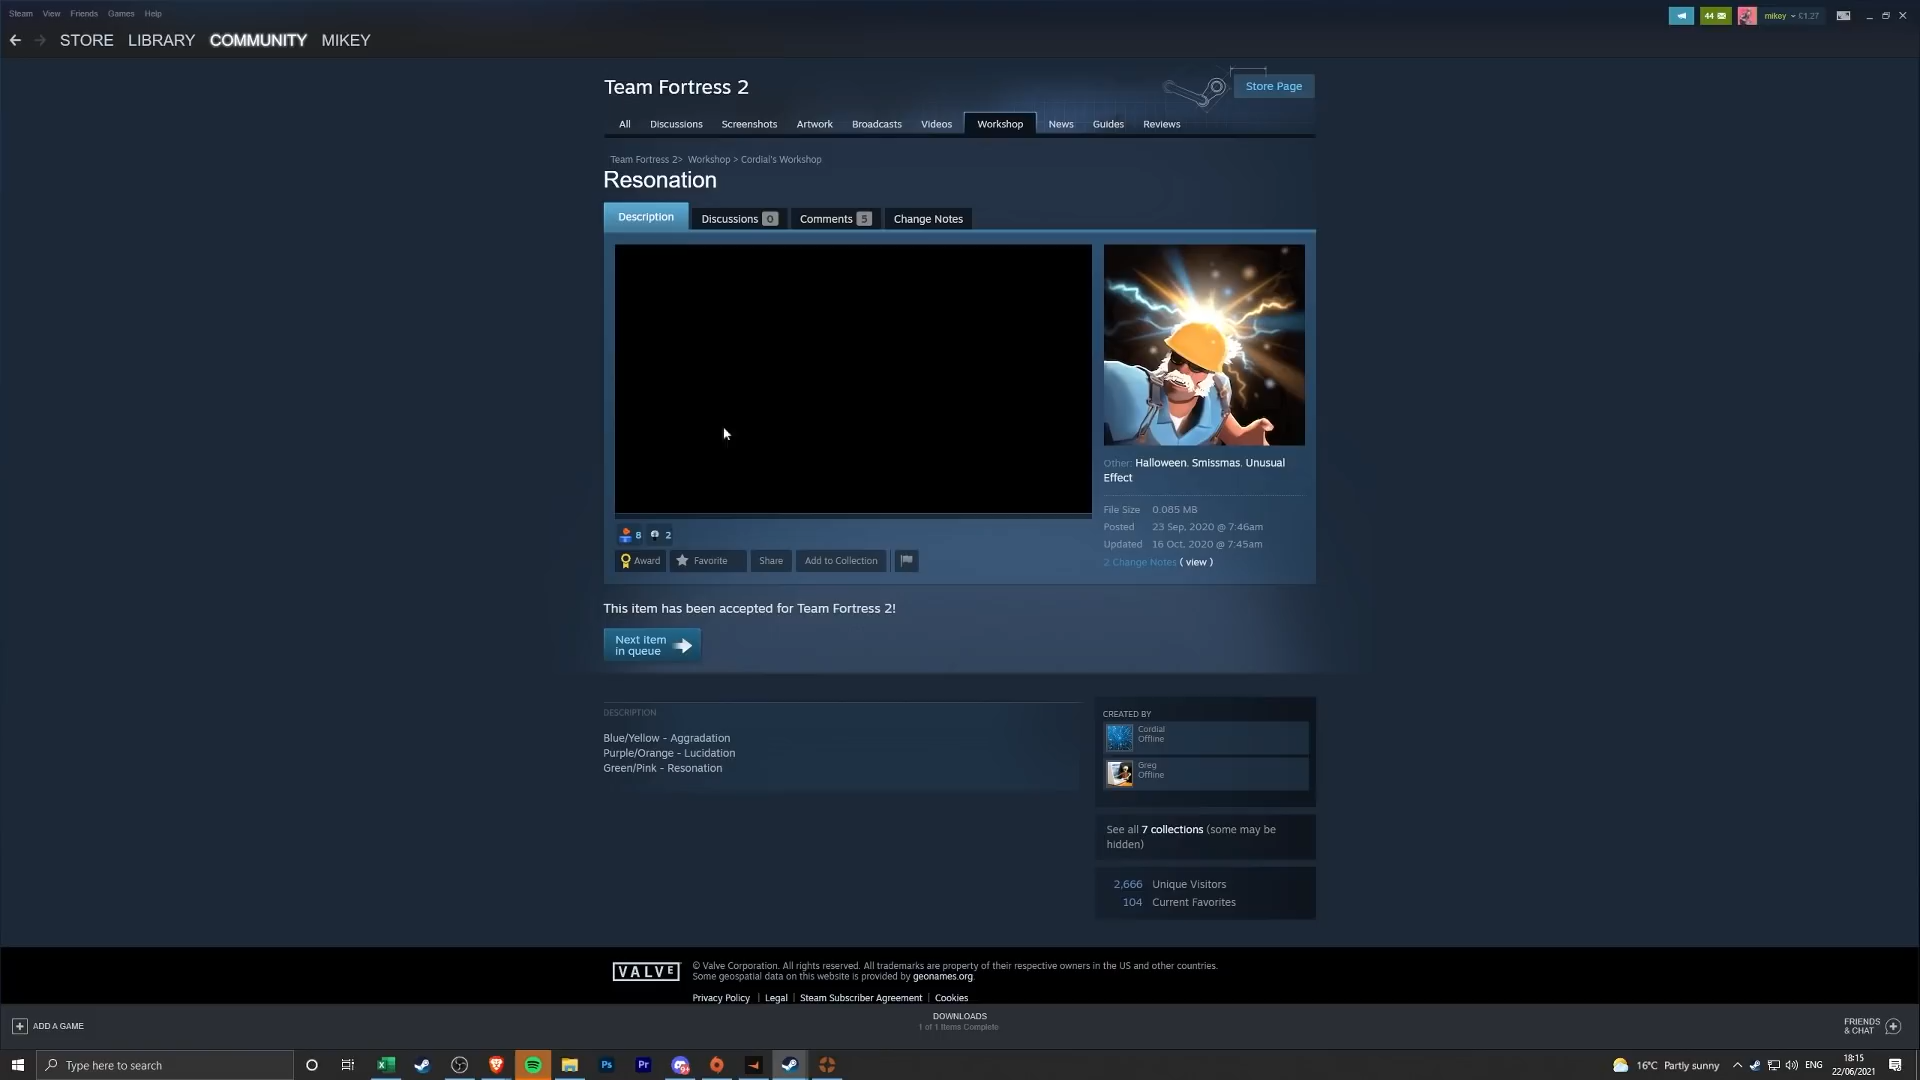 Steam View Friends Games Help
44 mikey £1.27
STORE LIBRARY COMMUNITY MIKEY
Team Fortress 2
Store Page
All Discussions Screenshots Artwork Broadcasts Videos Workshop News Guides Reviews
Team Fortress 2> Workshop > Cordial's Workshop
Resonation
Description Discussions 0 Comments 5 Change Notes
Other: Halloween, Smissmas, Unusual
Effect
File Size 0.085 MB
Posted 23 Sep, 2020 @ 7:46am
Updated 16 Oct, 2020 @ 7:45am
2 Change Notes ( view )
8 2
Award Favorite Share Add to Collection
This item has been accepted for Team Fortress 2!
Next item
in queue
DESCRIPTION
Blue/Yellow - Aggradation
Purple/Orange - Lucidation
Green/Pink - Resonation
CREATED BY
Cordial
Offline
Greg
Offline
See all 7 collections (some may be
hidden)
2,666 Unique Visitors
104 Current Favorites
VALVE
© Valve Corporation. All rights reserved. All trademarks are property of their respective owners in the US and other countries.
Some geospatial data on this website is provided by geonames.org.
Privacy Policy | Legal | Steam Subscriber Agreement | Cookies
ADD A GAME
DOWNLOADS
1 of 1 Items Complete
FRIENDS
& CHAT
Type here to search
Ps Pr
16°C Partly sunny
ENG
18:15
22/06/2021